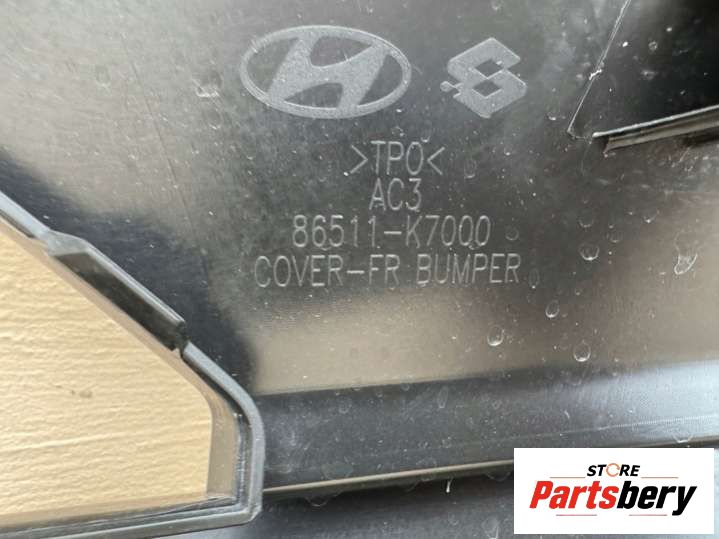 >TPO<
AC3
86511-K7000
COVER-FR BUMPER
STORE
Partsbery